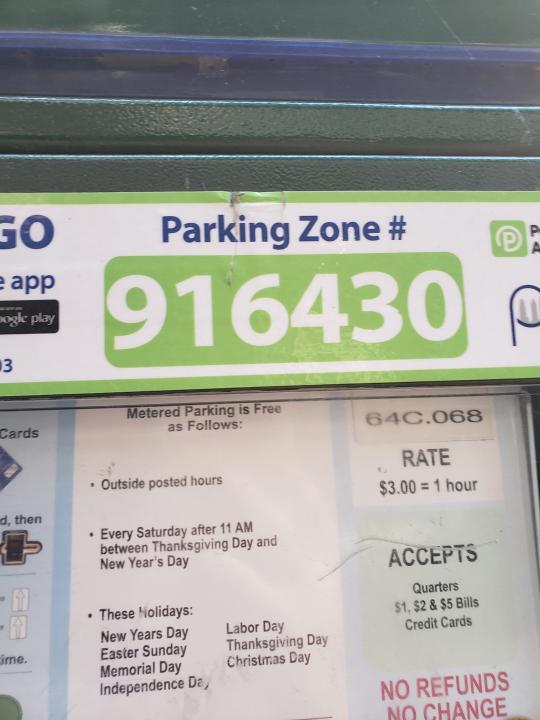 GO
Parking Zone #
app
916430
Google play
03
Metered Parking is Free
as Follows:
• Outside posted hours
• Every Saturday after 11 AM
between Thanksgiving Day and
New Year's Day
• These Holidays:
New Years Day
Easter Sunday
Memorial Day
Independence Day
Labor Day
Thanksgiving Day
Christmas Day
Cards
d, then
ime.
64C.068
RATE
$3.00 = 1 hour
ACCEPTS
Quarters
$1, $2 & $5 Bills
Credit Cards
NO REFUNDS
NO CHANGE